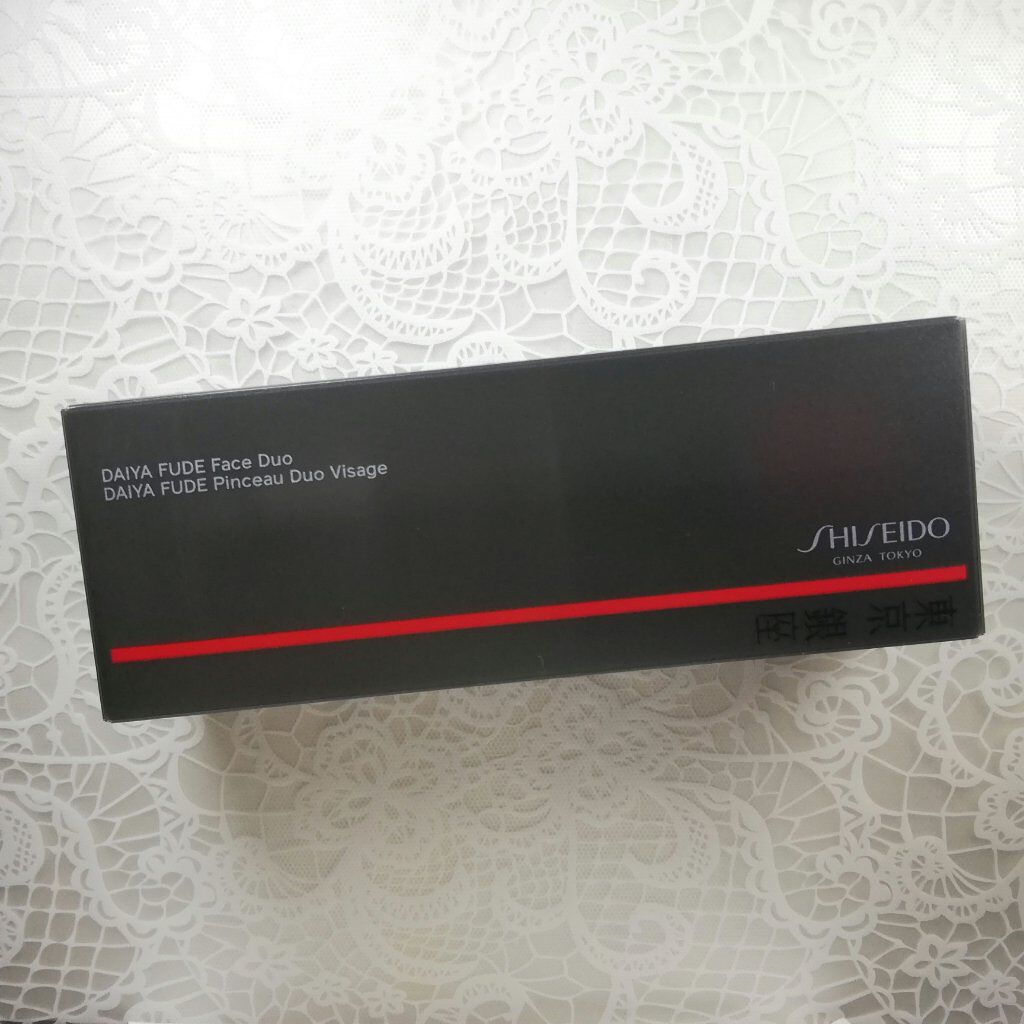 DAIYA FUDE Face Duo
DAIYA FUDE Pinceau Duo Visage
SHISEIDO
GINZA TOKYO
東京銀座